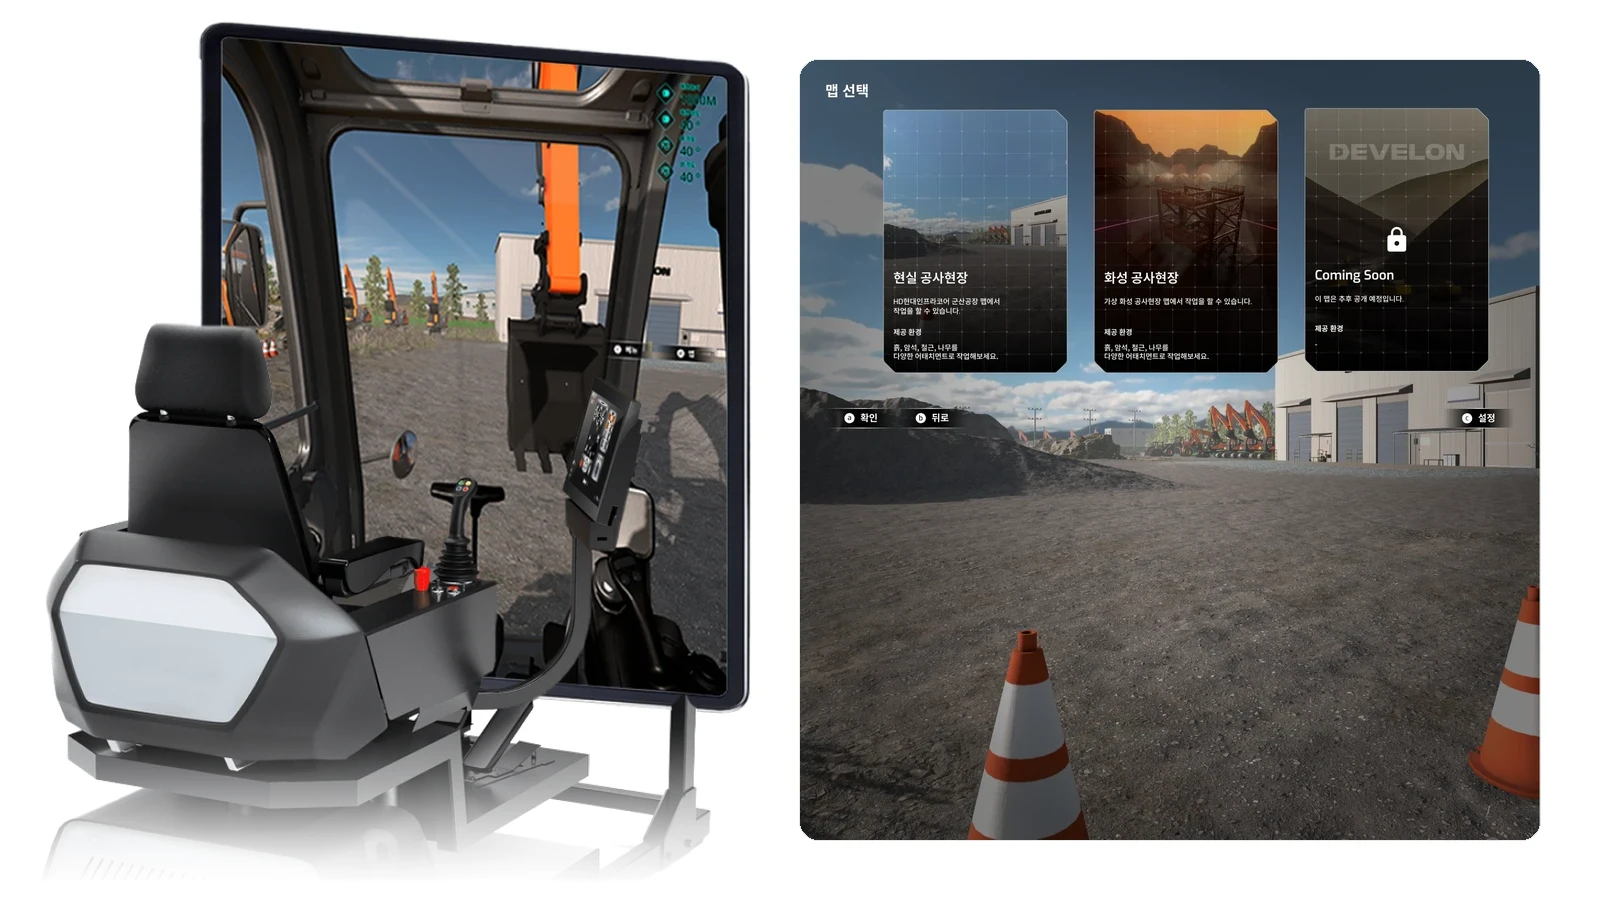 40°
40°
ON
맵 선택
현실 공사현장
HD현대인프라코어 군산공장 맵에서
작업을 할 수 있습니다.
제공 환경
흙, 암석, 철근, 나무를
다양한 어태치먼트로 작업해보세요.
화성 공사현장
가상 화성 공사현장 맵에서 작업을 할 수 있습니다.
제공 환경
흙, 암석, 철근, 나무를
다양한 어태치먼트로 작업해보세요.
DEVELON
Coming Soon
이 맵은 추후 공개 예정입니다.
제공 환경
-
a 확인
b 뒤로
c 설정